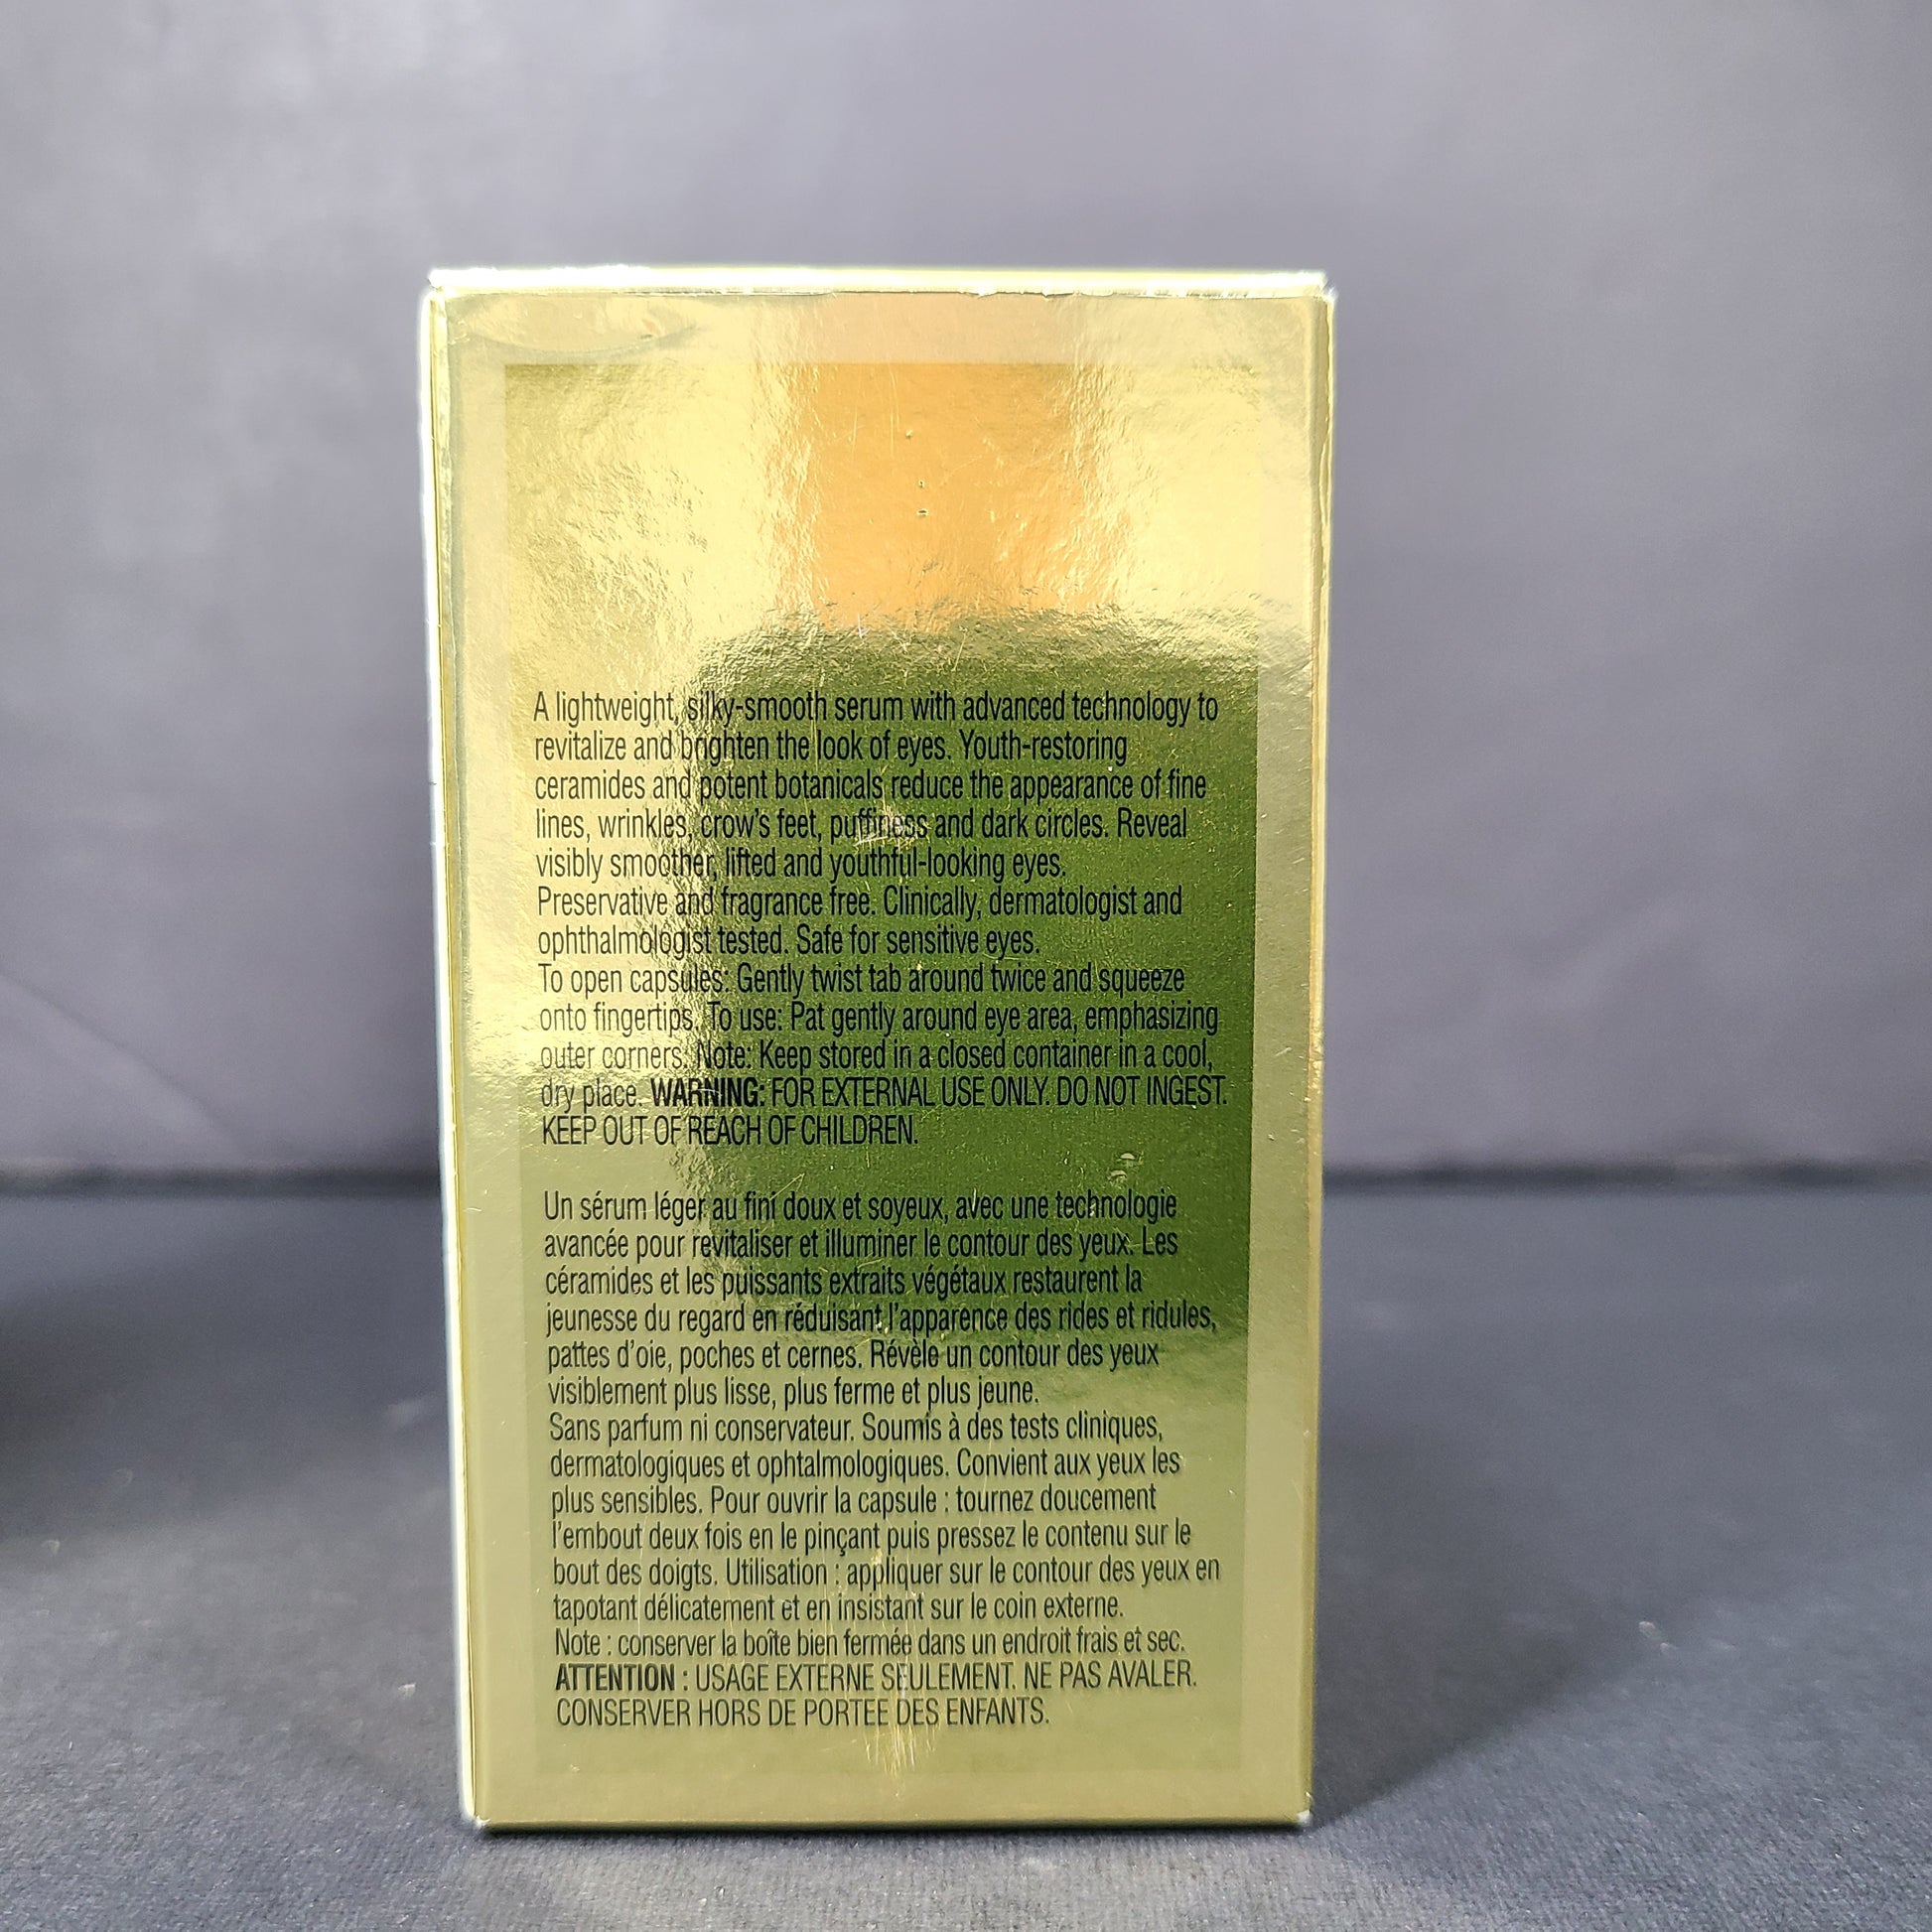 A lightweight, silky-smooth serum with advanced technology to
revitalize and brighten the look of eyes. Youth-restoring
ceramides and potent botanicals reduce the appearance of fine
lines, wrinkles, crow's feet, puffiness and dark circles. Reveal
visibly smoother, lifted and youthful-looking eyes.
Preservative and fragrance free. Clinically, dermatologist and
ophthalmologist tested. Safe for sensitive eyes.
To open capsules: Gently twist tab around twice and squeeze
onto fingertips. To use: Pat gently around eye area, emphasizing
outer corners. Note: Keep stored in a closed container in a cool,
dry place. WARNING: FOR EXTERNAL USE ONLY. DO NOT INGEST.
KEEP OUT OF REACH OF CHILDREN.
Un sérum léger au fini doux et soyeux, avec une technologie
avancée pour revitaliser et illuminer le contour des yeux. Les
céramides et les puissants extraits végétaux restaurent la
jeunesse du regard en réduisant l'apparence des rides et ridules,
pattes d'oie, poches et cernes. Révèle un contour des yeux
visiblement plus lisse, plus ferme et plus jeune.
Sans parfum ni conservateur. Soumis à des tests cliniques,
dermatologiques et ophtalmologiques. Convient aux yeux les
plus sensibles. Pour ouvrir la capsule : tournez doucement
l'embout deux fois en le pinçant puis pressez le contenu sur le
bout des doigts. Utilisation : appliquer sur le contour des yeux en
tapotant délicatement et en insistant sur le coin externe.
Note : conserver la boîte bien fermée dans un endroit frais et sec.
ATTENTION : USAGE EXTERNE SEULEMENT. NE PAS AVALER.
CONSERVER HORS DE PORTEE DES ENFANTS.